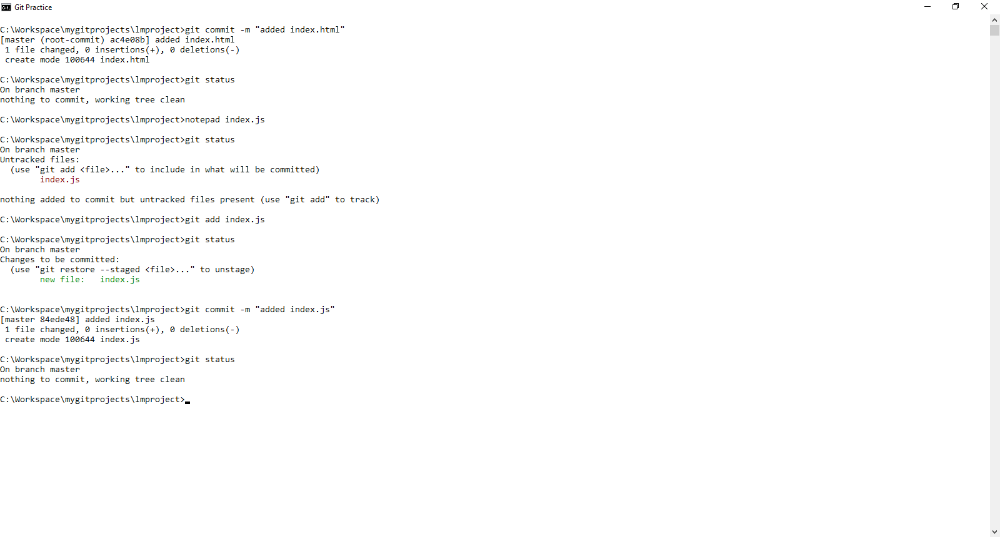 Git Practice
C:\Workspace\mygitprojects\lmproject>git commit -m "added index.html"
[master (root-commit) ac4e08b] added index.html
 1 file changed, 0 insertions(+), 0 deletions(-)
 create mode 100644 index.html
C:\Workspace\mygitprojects\lmproject>git status
On branch master
nothing to commit, working tree clean
C:\Workspace\mygitprojects\lmproject>notepad index.js
C:\Workspace\mygitprojects\lmproject>git status
On branch master
Untracked files:
  (use "git add <file>..." to include in what will be committed)
        index.js
nothing added to commit but untracked files present (use "git add" to track)
C:\Workspace\mygitprojects\lmproject>git add index.js
C:\Workspace\mygitprojects\lmproject>git status
On branch master
Changes to be committed:
  (use "git restore --staged <file>..." to unstage)
        new file:   index.js
C:\Workspace\mygitprojects\lmproject>git commit -m "added index.js"
[master 84ede48] added index.js
 1 file changed, 0 insertions(+), 0 deletions(-)
 create mode 100644 index.js
C:\Workspace\mygitprojects\lmproject>git status
On branch master
nothing to commit, working tree clean
C:\Workspace\mygitprojects\lmproject>